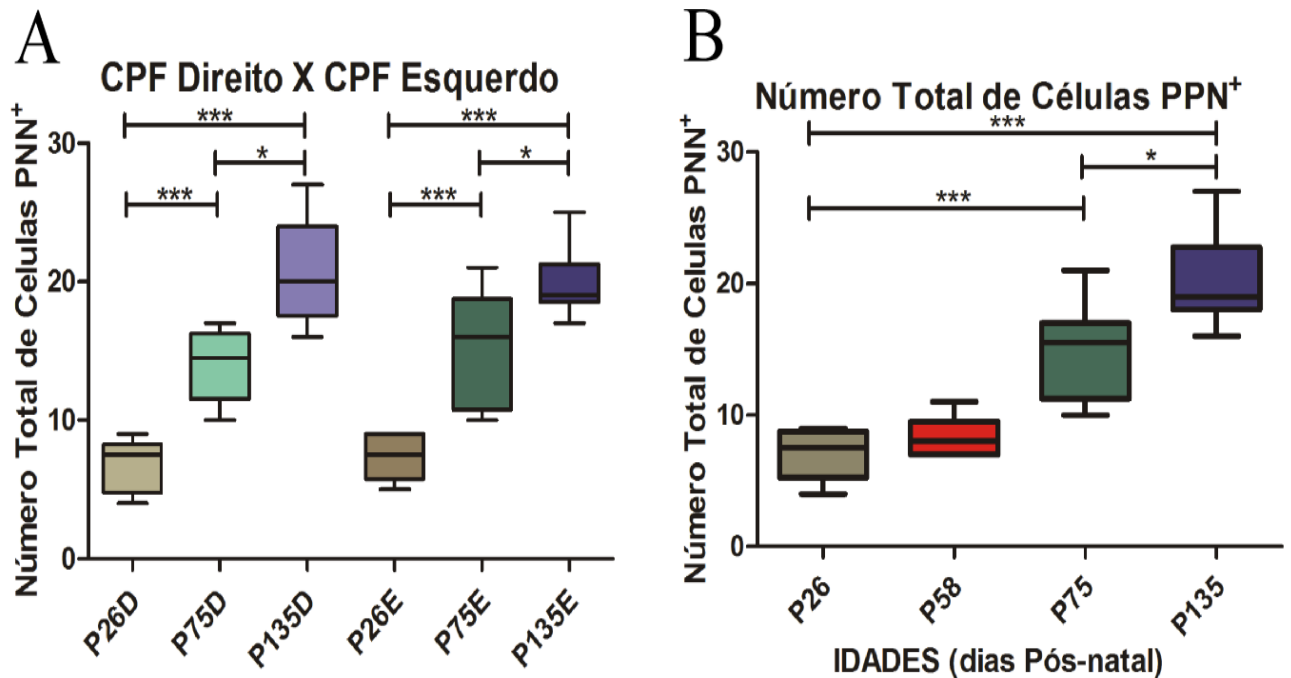 A
CPF Direito X CPF Esquerdo
Número Total de Celulas PNN+
30
20
10
0
***
***
*
*
***
***
P26D
P75D
P135D
P26E
P75E
P135E
B
Número Total de Células PPN+
Número Total de Celulas PNN+
30
20
10
0
***
*
***
P26
P58
P75
P135
IDADES (dias Pós-natal)